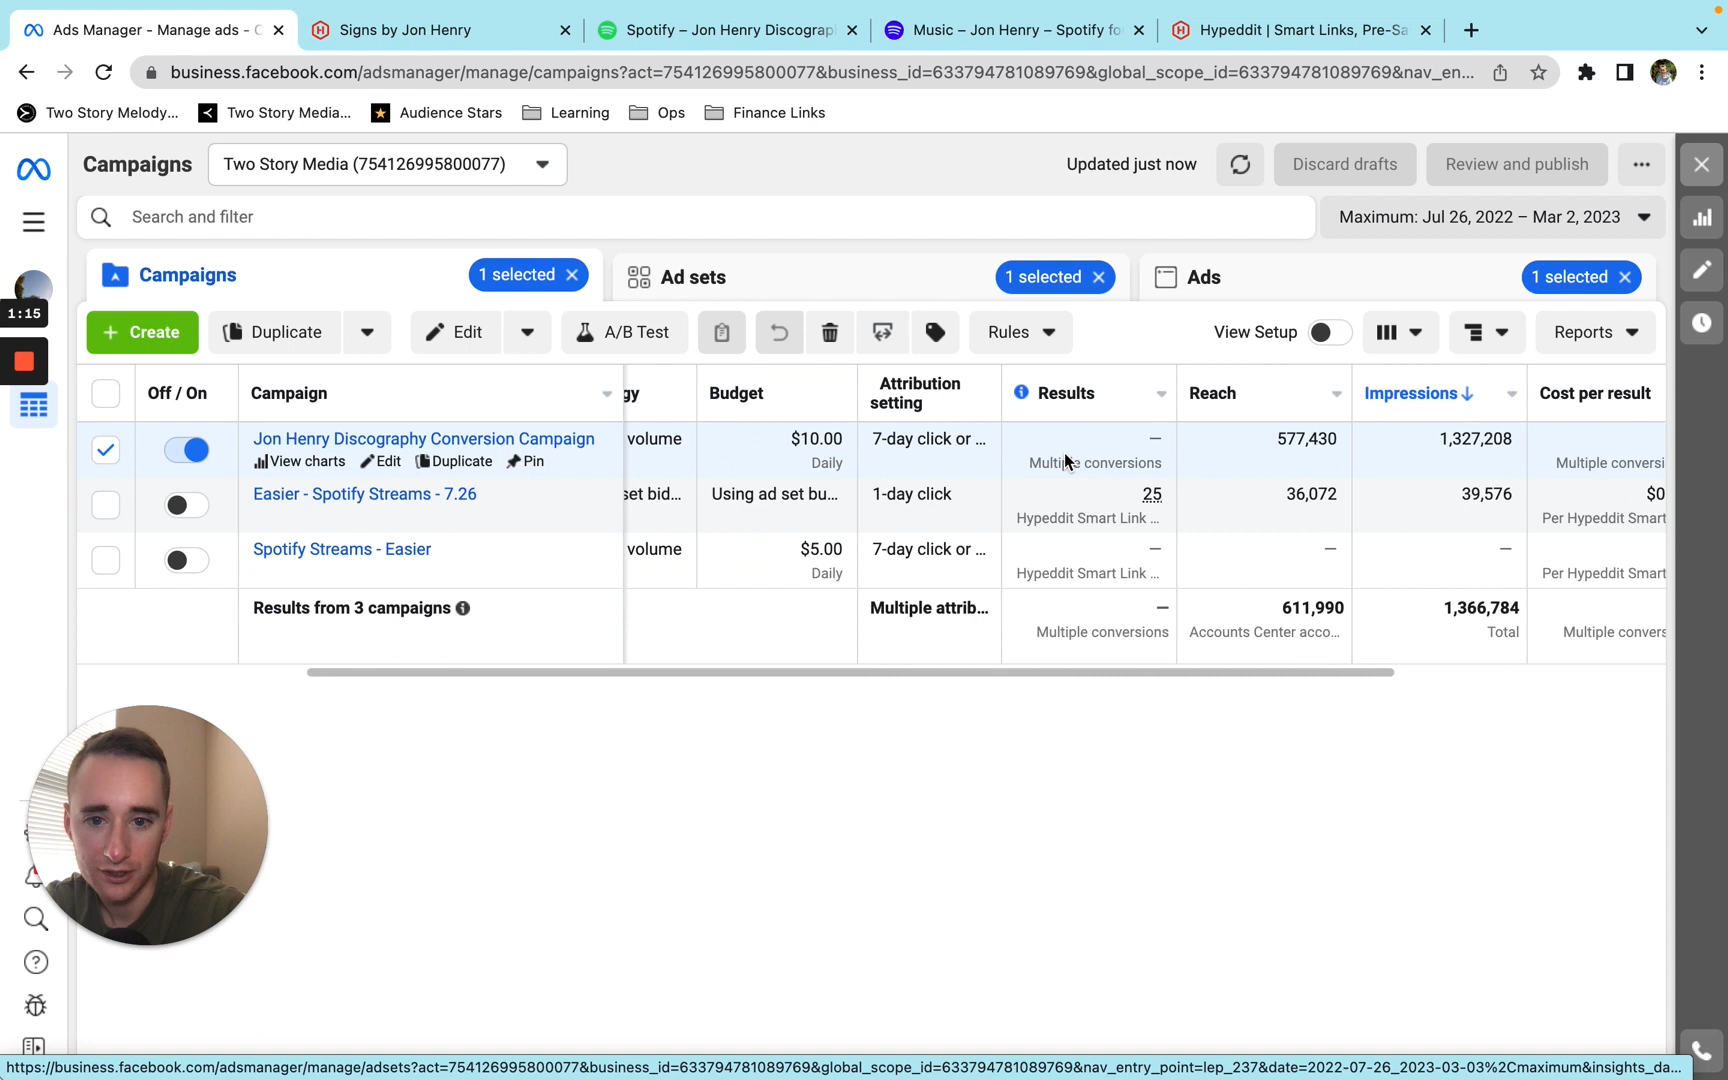 Ads Manager - Manage ads - C
Signs by Jon Henry
Spotify – Jon Henry Discograp
Music – Jon Henry – Spotify fo
Hypeddit | Smart Links, Pre-Sa
business.facebook.com/adsmanager/manage/campaigns?act=754126995800077&business_id=633794781089769&global_scope_id=633794781089769&nav_en...
Two Story Melody...
Two Story Media...
Audience Stars
Learning
Ops
Finance Links
Campaigns
Two Story Media (754126995800077)
Updated just now
Discard drafts
Review and publish
Search and filter
Maximum: Jul 26, 2022 – Mar 2, 2023
Campaigns
1 selected
Ad sets
1 selected
Ads
1 selected
1:15
+ Create
Duplicate
Edit
A/B Test
Rules
View Setup
Reports
Off / On
Campaign
gy
Budget
Attribution
setting
Results
Reach
Impressions
Cost per result
Jon Henry Discography Conversion Campaign
View charts
Edit
Duplicate
Pin
volume
$10.00
Daily
7-day click or ...
—
Multiple conversions
577,430
1,327,208
Multiple conversi
Easier - Spotify Streams - 7.26
set bid...
Using ad set bu...
1-day click
25
Hypeddit Smart Link ...
36,072
39,576
$0
Per Hypeddit Smart
Spotify Streams - Easier
volume
$5.00
Daily
7-day click or ...
—
Hypeddit Smart Link ...
—
—
Per Hypeddit Smart
Results from 3 campaigns
Multiple attrib...
—
Multiple conversions
611,990
Accounts Center acco...
1,366,784
Total
Multiple convers
https://business.facebook.com/adsmanager/manage/adsets?act=754126995800077&business_id=633794781089769&global_scope_id=633794781089769&nav_entry_point=lep_237&date=2022-07-26_2023-03-03%2Cmaximum&insights_da...